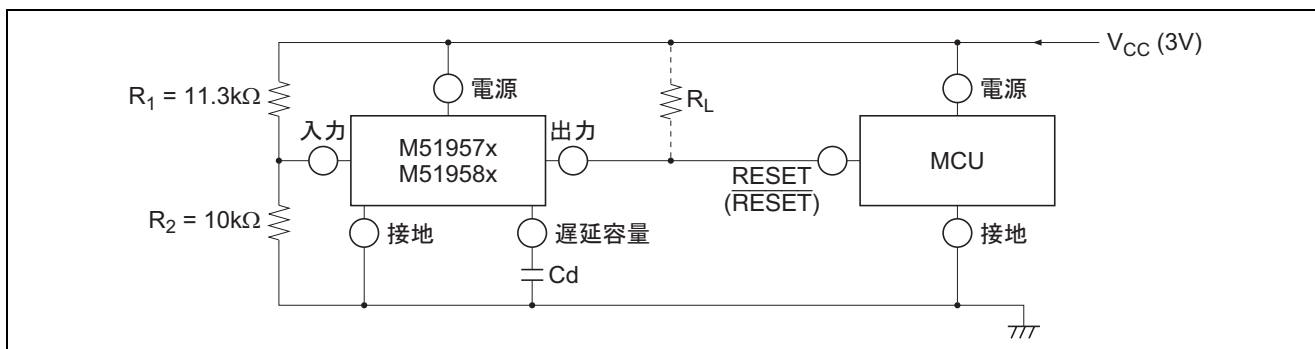 V_CC (3V)
R_1 = 11.3kΩ
電源
R_L
電源
入力
M51957x
M51958x
出力
RESET
(R̅E̅S̅E̅T̅)
MCU
R_2 = 10kΩ
接地
遅延容量
接地
Cd